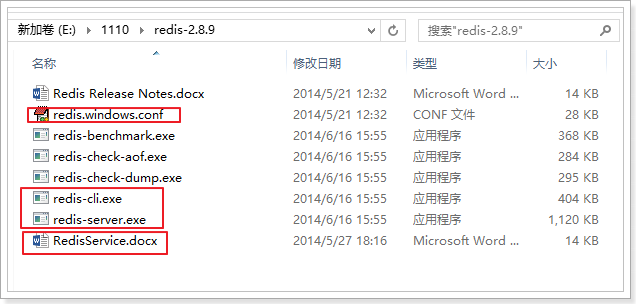 新加卷 (E:) 1110 redis-2.8.9 搜索"redis-2.8.9"
名称 修改日期 类型 大小
Redis Release Notes.docx 2014/5/21 12:32 Microsoft Word ... 14 KB
redis.windows.conf 2014/5/21 12:32 CONF 文件 28 KB
redis-benchmark.exe 2014/6/16 15:55 应用程序 368 KB
redis-check-aof.exe 2014/6/16 15:55 应用程序 284 KB
redis-check-dump.exe 2014/6/16 15:55 应用程序 295 KB
redis-cli.exe 2014/6/16 15:55 应用程序 404 KB
redis-server.exe 2014/6/16 15:55 应用程序 1,120 KB
RedisService.docx 2014/5/27 18:16 Microsoft Word ... 14 KB